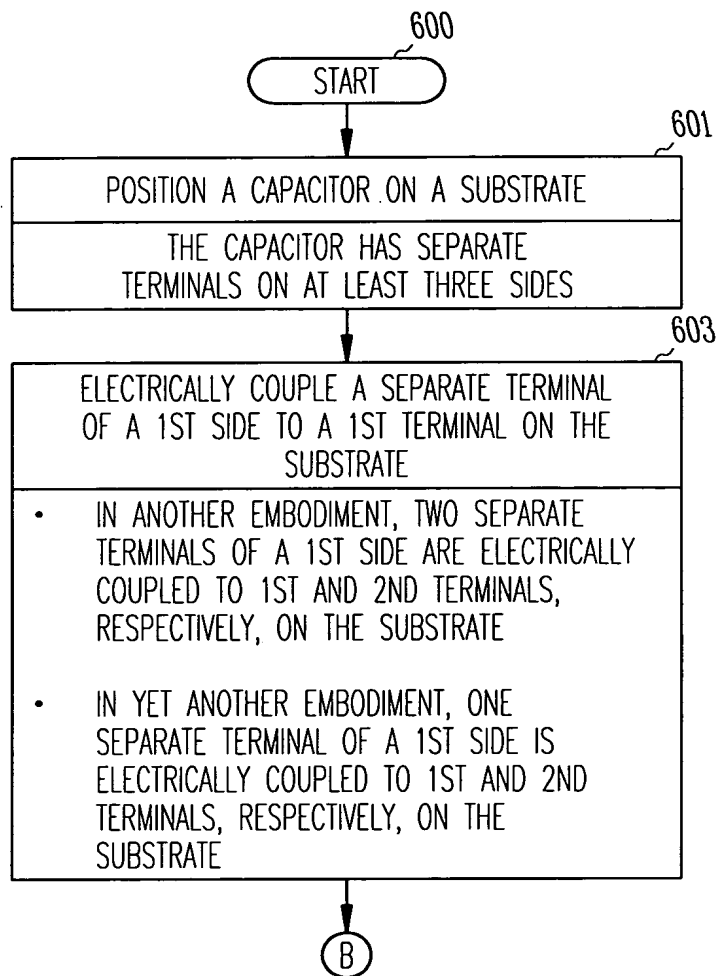 600
START
601
POSITION A CAPACITOR ON A SUBSTRATE
THE CAPACITOR HAS SEPARATE
TERMINALS ON AT LEAST THREE SIDES
603
ELECTRICALLY COUPLE A SEPARATE TERMINAL
OF A 1ST SIDE TO A 1ST TERMINAL ON THE
SUBSTRATE
• IN ANOTHER EMBODIMENT, TWO SEPARATE
TERMINALS OF A 1ST SIDE ARE ELECTRICALLY
COUPLED TO 1ST AND 2ND TERMINALS,
RESPECTIVELY, ON THE SUBSTRATE
• IN YET ANOTHER EMBODIMENT, ONE
SEPARATE TERMINAL OF A 1ST SIDE IS
ELECTRICALLY COUPLED TO 1ST AND 2ND
TERMINALS, RESPECTIVELY, ON THE
SUBSTRATE
B